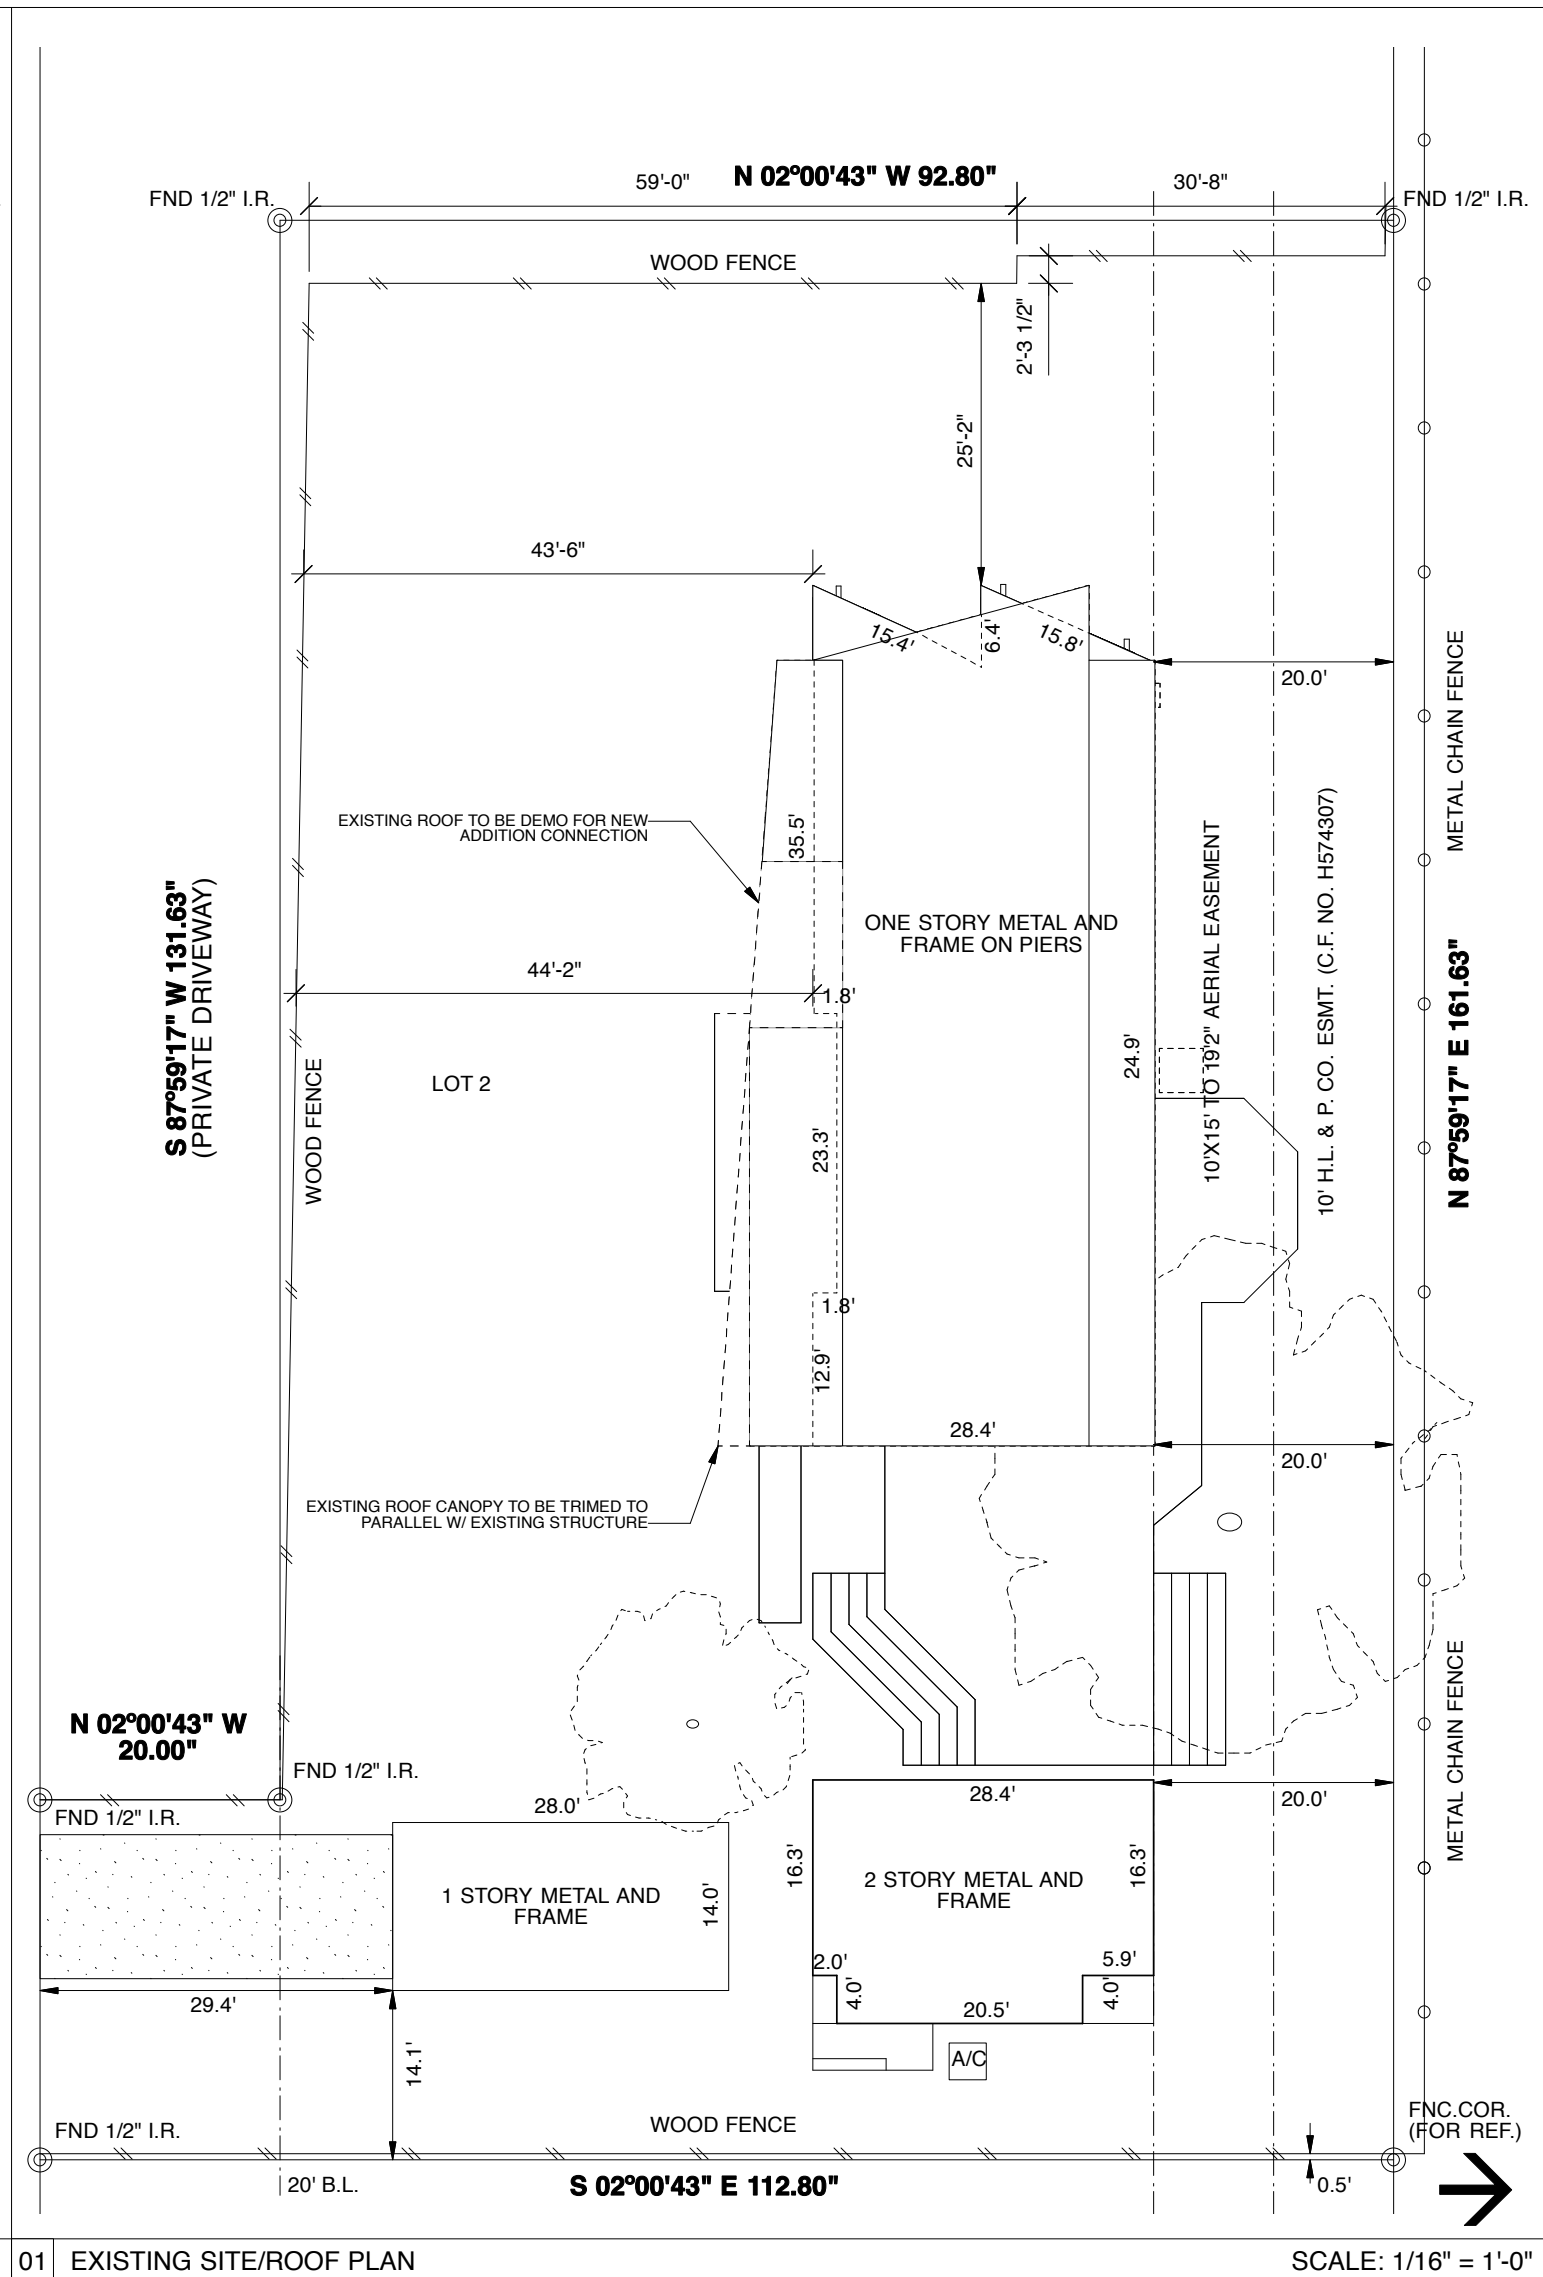 N 02°00'43" W 92.80"
59'-0"
30'-8"
FND 1/2" I.R.
FND 1/2" I.R.
WOOD FENCE
2'-3 1/2"
25'-2"
43'-6"
15.4'
6.4'
15.8'
20.0'
METAL CHAIN FENCE
EXISTING ROOF TO BE DEMO FOR NEW
ADDITION CONNECTION
35.5'
ONE STORY METAL AND
FRAME ON PIERS
10'X15' TO 19'2" AERIAL EASEMENT
10' H.L. & P. CO. ESMT. (C.F. NO. H574307)
S 87°59'17" W 131.63"
(PRIVATE DRIVEWAY)
N 87°59'17" E 161.63"
44'-2"
1.8'
24.9'
LOT 2
WOOD FENCE
23.3'
1.8'
12.9'
28.4'
20.0'
EXISTING ROOF CANOPY TO BE TRIMED TO
PARALLEL W/ EXISTING STRUCTURE
METAL CHAIN FENCE
N 02°00'43" W
20.00"
FND 1/2" I.R.
FND 1/2" I.R.
28.0'
28.4'
20.0'
16.3'
16.3'
1 STORY METAL AND
FRAME
14.0'
2 STORY METAL AND
FRAME
2.0'
5.9'
4.0'
4.0'
20.5'
29.4'
14.1'
A/C
FND 1/2" I.R.
WOOD FENCE
FNC.COR.
(FOR REF.)
20' B.L.
S 02°00'43" E 112.80"
0.5'
01 EXISTING SITE/ROOF PLAN
SCALE: 1/16" = 1'-0"